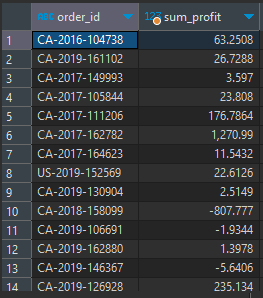 ABC order_id 123 sum_profit
1 CA-2016-104738 63.2508
2 CA-2019-161102 26.7288
3 CA-2017-149993 3.597
4 CA-2017-105844 23.808
5 CA-2017-111206 176.7864
6 CA-2017-162782 1,270.99
7 CA-2017-164623 11.5432
8 US-2019-152569 22.6126
9 CA-2019-130904 2.5149
10 CA-2018-158099 -807.777
11 CA-2019-106691 -1.9344
12 CA-2019-162880 1.3978
13 CA-2019-146367 -5.6406
14 CA-2019-126928 235.134